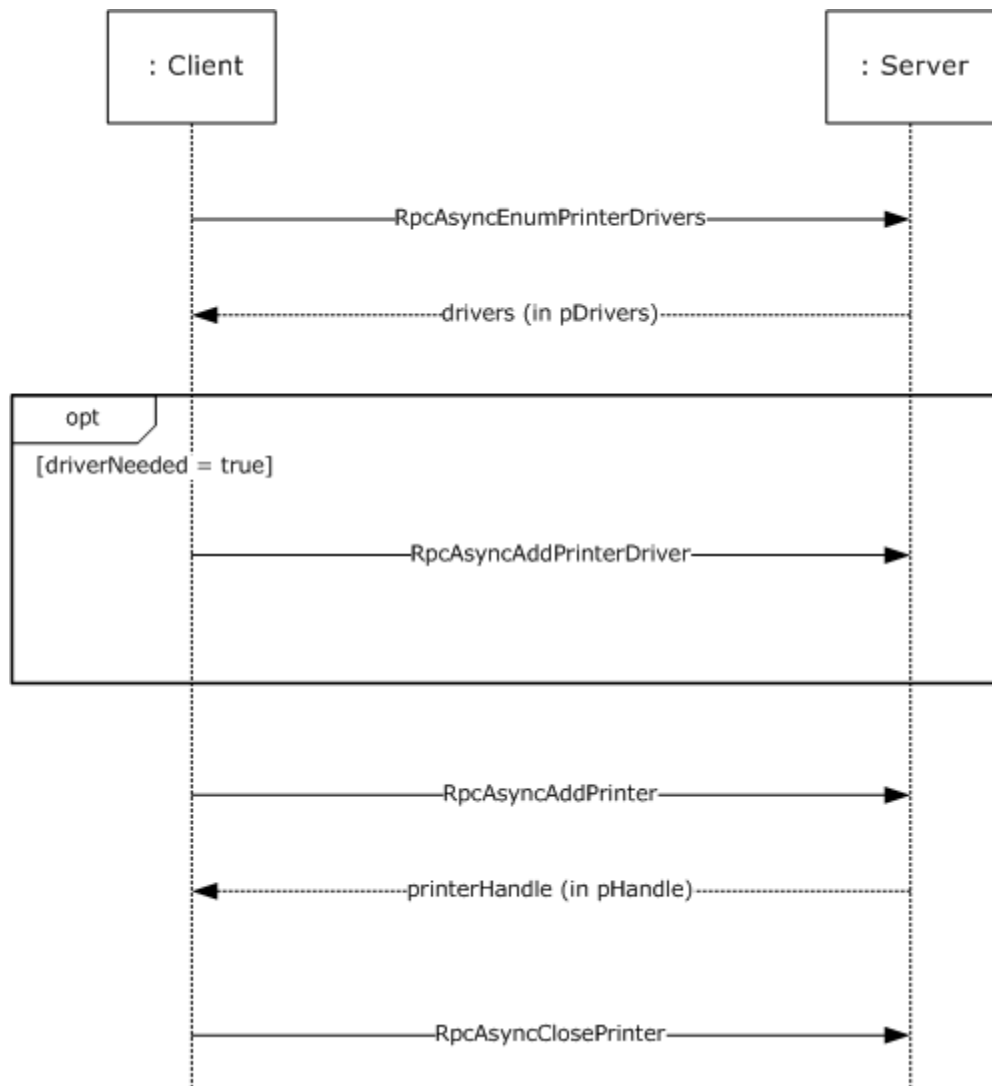 : Client
: Server
RpcAsyncEnumPrinterDrivers
drivers (in pDrivers)
opt
[driverNeeded = true]
RpcAsyncAddPrinterDriver
RpcAsyncAddPrinter
printerHandle (in pHandle)
RpcAsyncClosePrinter